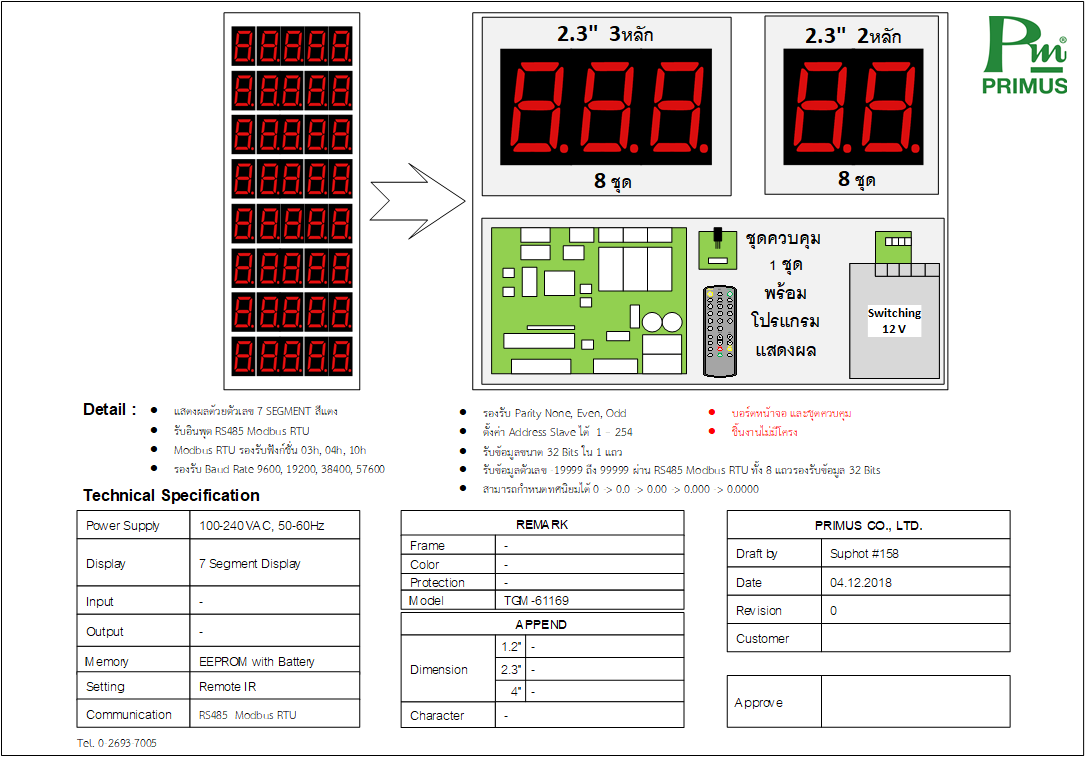 2.3" 3หลัก
2.3" 2หลัก
Pm®
PRIMUS
8 ชุด
8 ชุด
ชุดควบคุม
1 ชุด
พร้อม
โปรแกรม
แสดงผล
Switching
12 V
Detail :
● แสดงผลด้วยตัวเลข 7 SEGMENT สีแดง
● รับอินพุต RS485 Modbus RTU
● Modbus RTU รองรับฟังก์ชั่น 03h, 04h, 10h
● รองรับ Baud Rate 9600, 19200, 38400, 57600
● รองรับ Parity None, Even, Odd
● ตั้งค่า Address Slave ได้ 1 - 254
● รับข้อมูลขนาด 32 Bits ใน 1 แถว
● รับข้อมูลตัวเลข -19999 ถึง 99999 ผ่าน RS485 Modbus RTU ทั้ง 8 แถวรองรับข้อมูล 32 Bits
● สามารถกำหนดทศนิยมได้ 0 -> 0.0 -> 0.00 -> 0.000 -> 0.0000
● บอร์ดหน้าจอ และชุดควบคุม
● ชิ้นงานไม่มีโครง
Technical Specification
Power Supply 100-240VAC, 50-60Hz
Display 7 Segment Display
Input -
Output -
Memory EEPROM with Battery
Setting Remote IR
Communication RS485 Modbus RTU
Tel. 0-2693-7005
REMARK
Frame -
Color -
Protection -
Model TGM-61169
APPEND
Dimension 1.2" -
2.3" -
4" -
Character -
PRIMUS CO., LTD.
Draft by Suphot #158
Date 04.12.2018
Revision 0
Customer
Approve